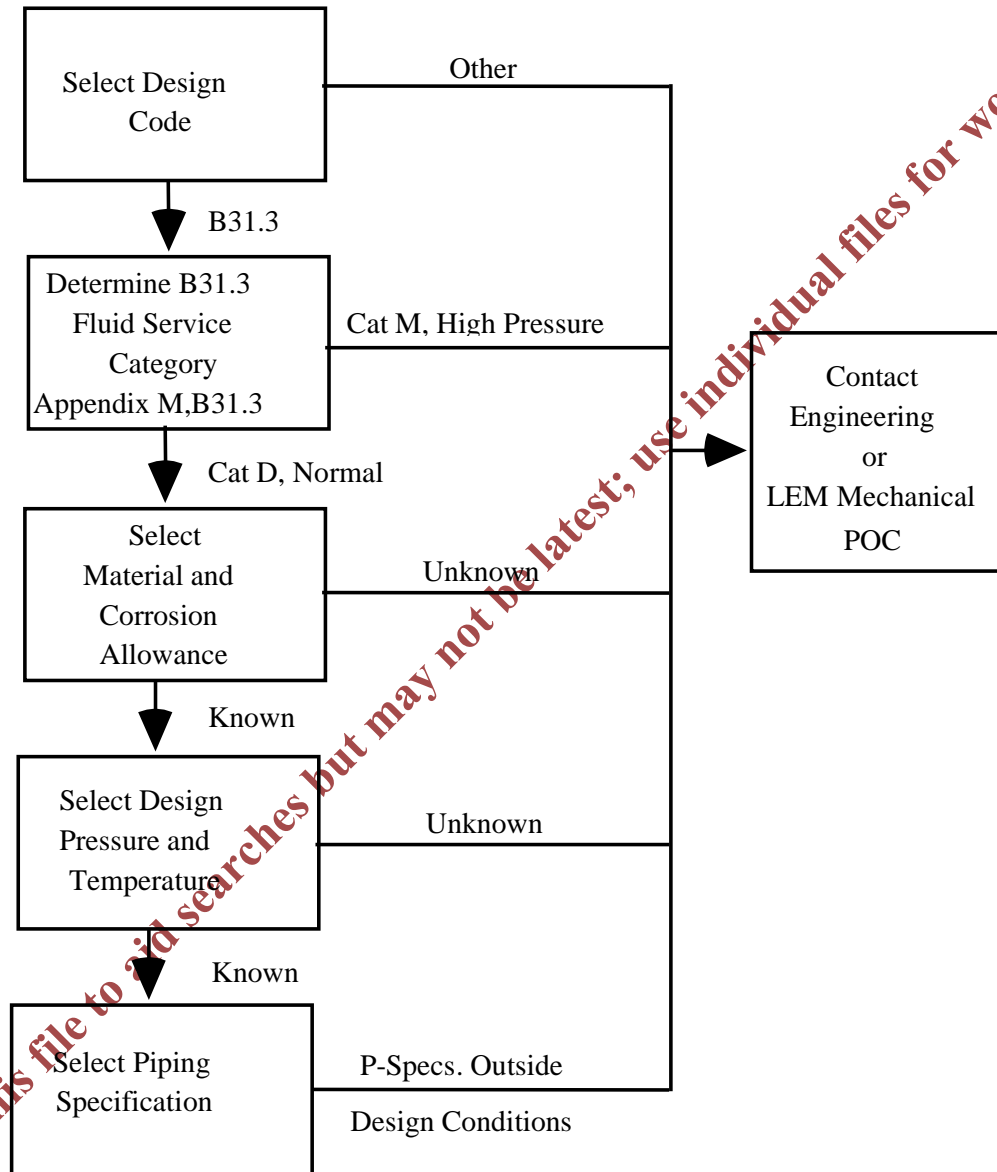 Select Design
Code
Other
B31.3
Determine B31.3
Fluid Service
Category
Appendix M,B31.3
Cat M, High Pressure
Contact
Engineering
or
LEM Mechanical
POC
Cat D, Normal
Select
Material and
Corrosion
Allowance
Unknown
Known
Select Design
Pressure and
Temperature
Unknown
Known
Select Piping
Specification
P-Specs. Outside
Design Conditions
file to aid searches but may not be latest; use individual files for